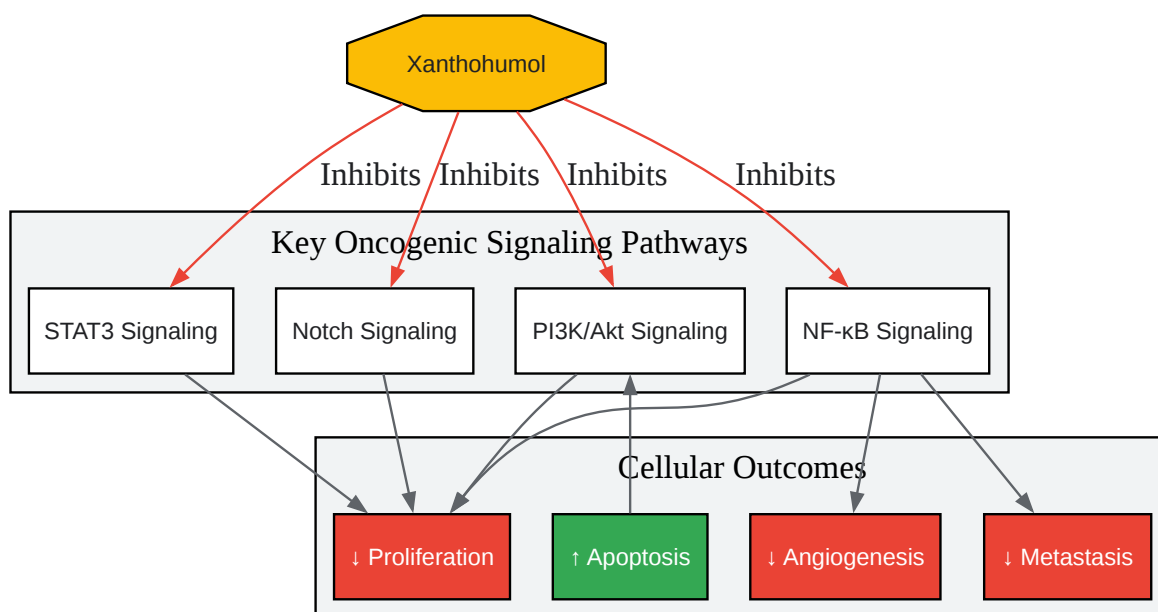 Xanthohumol
Inhibits Inhibits Inhibits Inhibits
Key Oncogenic Signaling Pathways
STAT3 Signaling
Notch Signaling
PI3K/Akt Signaling
NF-κB Signaling
Cellular Outcomes
↓ Proliferation
↑ Apoptosis
↓ Angiogenesis
↓ Metastasis